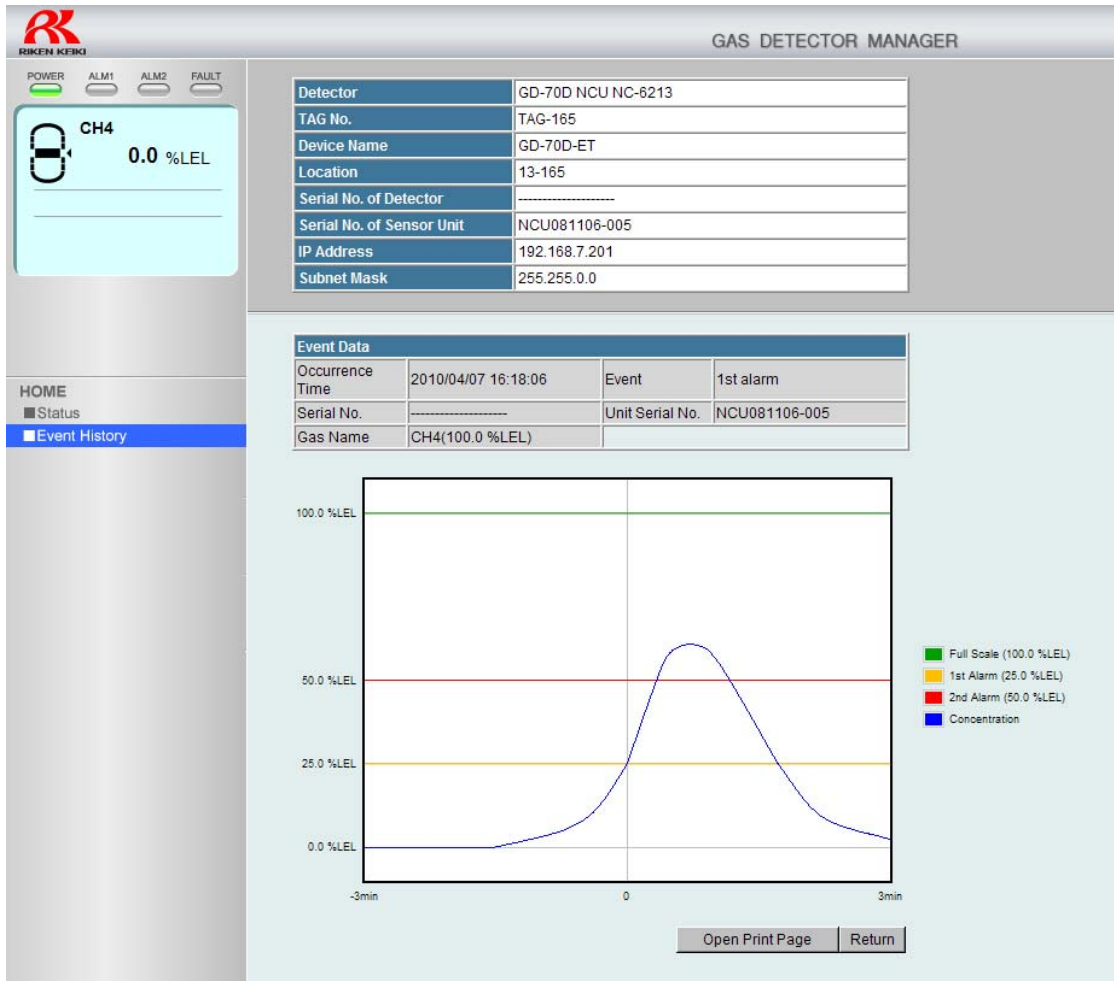 RIKEN KEIKI
GAS DETECTOR MANAGER
POWER ALM1 ALM2 FAULT
CH4
0.0 %LEL
Detector GD-70D NCU NC-6213
TAG No. TAG-165
Device Name GD-70D-ET
Location 13-165
Serial No. of Detector --------------------
Serial No. of Sensor Unit NCU081106-005
IP Address 192.168.7.201
Subnet Mask 255.255.0.0
HOME
Status
Event History
Event Data
Occurrence Time 2010/04/07 16:18:06 Event 1st alarm
Serial No. -------------------- Unit Serial No. NCU081106-005
Gas Name CH4(100.0 %LEL)
100.0 %LEL
50.0 %LEL
25.0 %LEL
0.0 %LEL
-3min 0 3min
Full Scale (100.0 %LEL)
1st Alarm (25.0 %LEL)
2nd Alarm (50.0 %LEL)
Concentration
Open Print Page Return